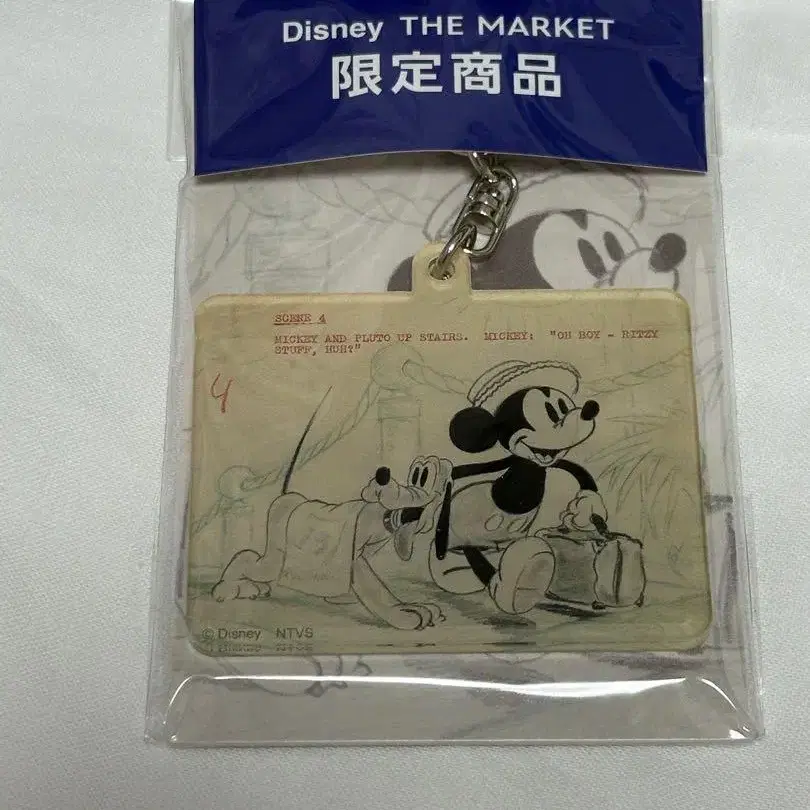 Disney THE MARKET
限定商品
SCENE 4
MICKEY AND PLUTO UP STAIRS. MICKEY: "OH BOY - RITZY
STUFF, HUH?"
4
© Disney NTVS